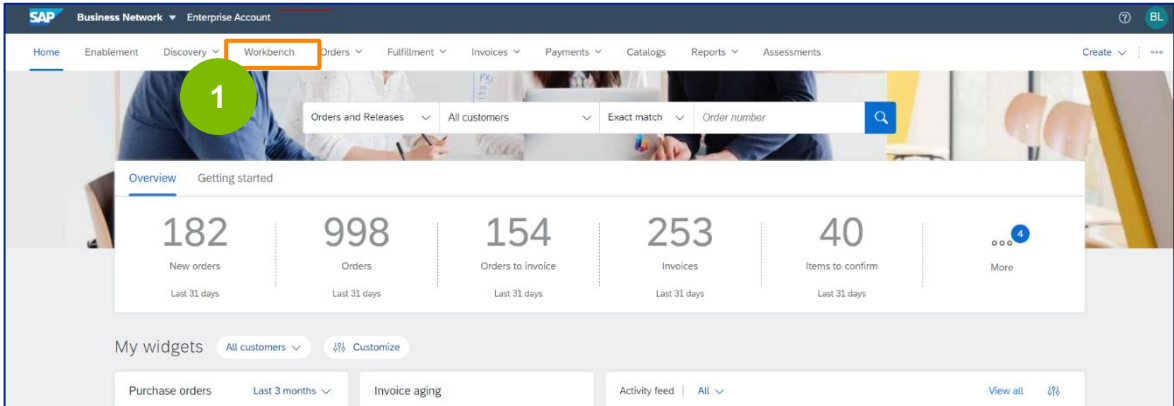 SAP Business Network Enterprise Account BL
Home Enablement Discovery Workbench Orders Fulfillment Invoices Payments Catalogs Reports Assessments Create
1
Orders and Releases All customers Exact match Order number
Overview Getting started
182 998 154 253 40 4
New orders Orders Orders to invoice Invoices Items to confirm More
Last 31 days Last 31 days Last 31 days Last 31 days Last 31 days
My widgets All customers Customize
Purchase orders Last 3 months Invoice aging Activity feed All View all